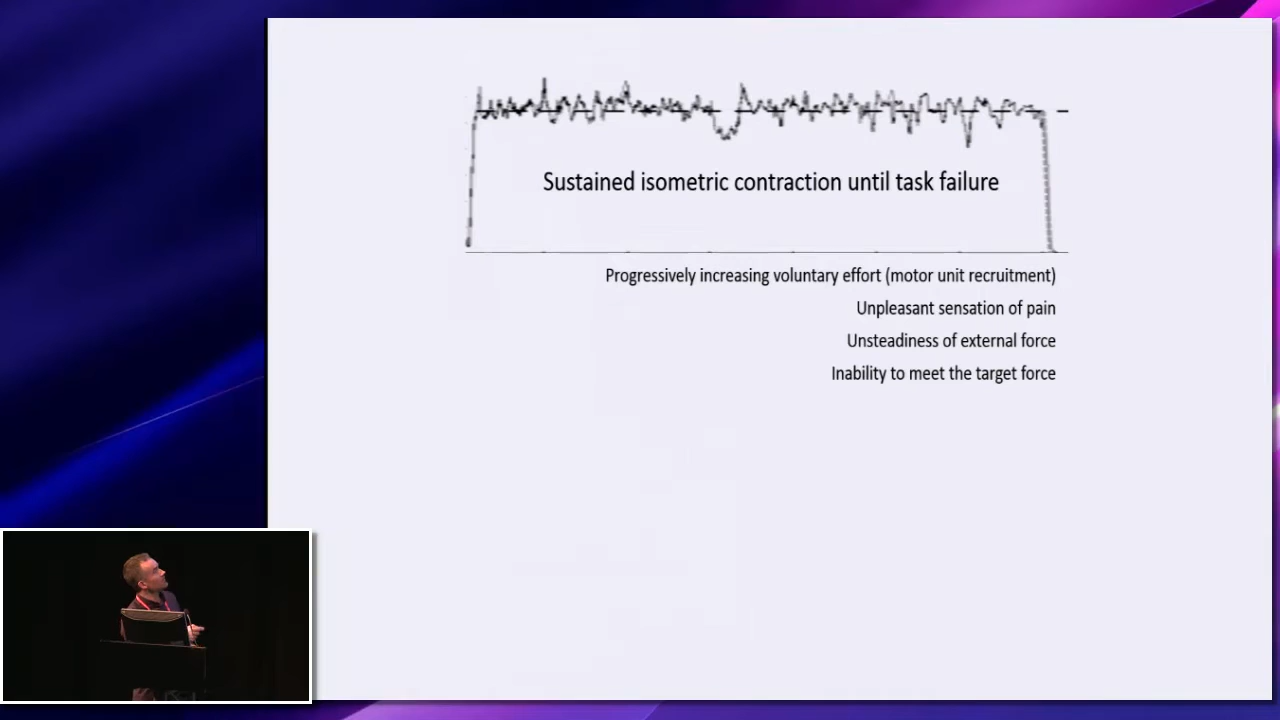 Sustained isometric contraction until task failure
Progressively increasing voluntary effort (motor unit recruitment)
Unpleasant sensation of pain
Unsteadiness of external force
Inability to meet the target force